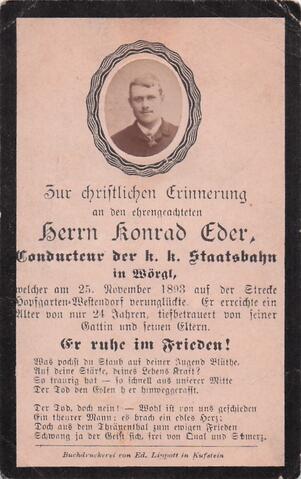 Zur christlichen Erinnerung
an den ehrengeachteten
Herrn Konrad Eder,
Conducteur der k. k. Staatsbahn
in Wörgl,
welcher am 25. November 1893 auf der Strecke
Hopfgarten-Westendorf verunglückte. Er erreichte ein
Alter von nur 24 Jahren, tiefbetrauert von seiner
Gattin und seinen Eltern.
Er ruhe im Frieden!
Was pochst du Staub auf deiner Jugend Blüthe,
Auf deine Stärke, deines Lebens Kraft?
So traurig hat – so schnell aus unserer Mitte
Der Tod den Eslen hier hinweggerafft.
Der Tod, doch nein! – Wohl ist von uns geschieden
Ein theurer Mann; es brach ein edles Herz;
Doch aus dem Thränenthal zum ewigen Frieden
Schwang ja der Geist sich, frei von Qual und Schmerz.
Buchdruckerei von Ed. Lippott in Kufstein